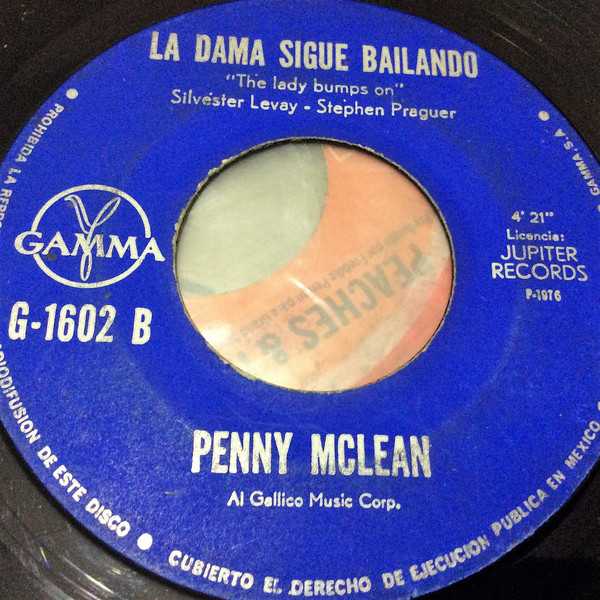 LA DAMA SIGUE BAILANDO
"The lady bumps on"
Silvester Levay - Stephen Praguer
GAMMA
G-1602 B
4' 21"
Licencia:
JUPITER
RECORDS
P-1976
PEACHES &
PENNY MCLEAN
Al Gallico Music Corp.
PROHIBIDA LA
DE ESTE DISCO
CUBIERTO EL DERECHO DE EJECUCION PUBLICA EN MEXICO
GAMMA, S.A.